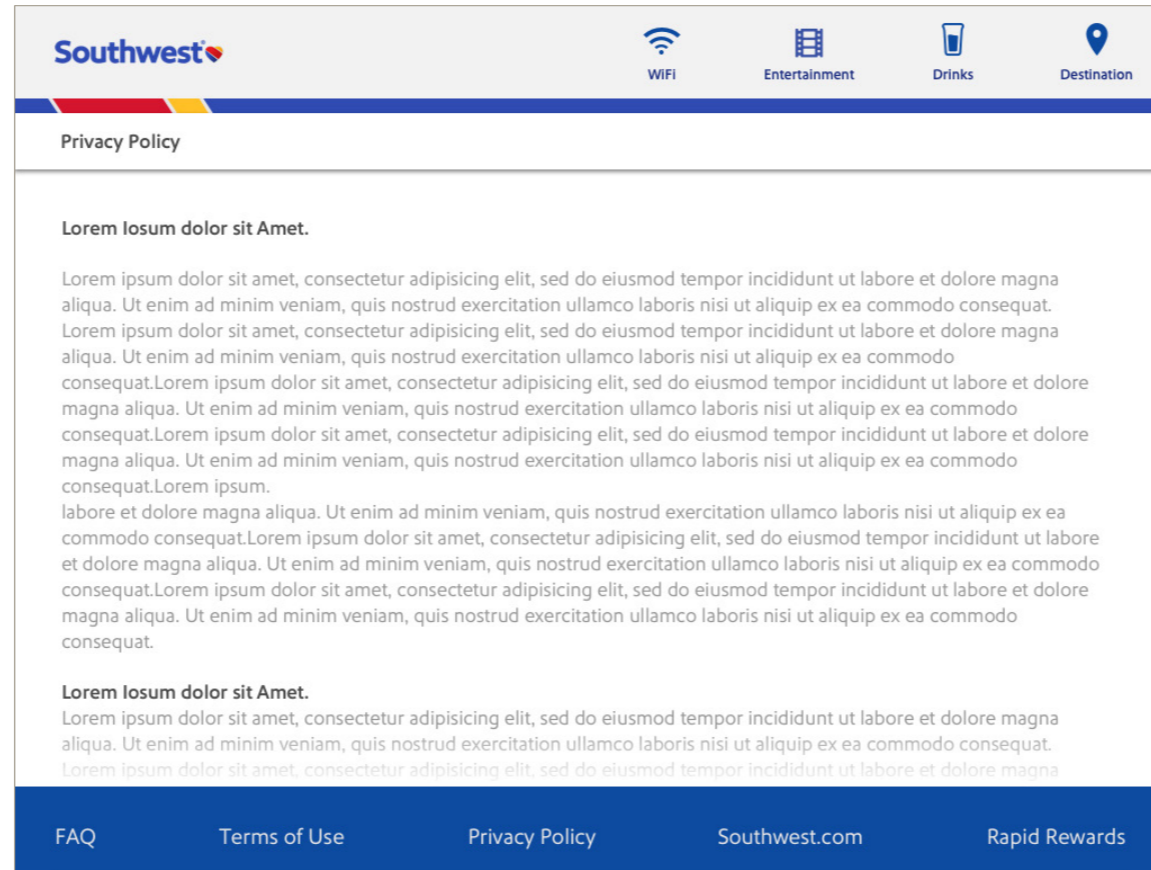 Southwest
WiFi Entertainment Drinks Destination
Privacy Policy
Lorem Iosum dolor sit Amet.
Lorem ipsum dolor sit amet, consectetur adipisicing elit, sed do eiusmod tempor incididunt ut labore et dolore magna
aliqua. Ut enim ad minim veniam, quis nostrud exercitation ullamco laboris nisi ut aliquip ex ea commodo consequat.
Lorem ipsum dolor sit amet, consectetur adipisicing elit, sed do eiusmod tempor incididunt ut labore et dolore magna
aliqua. Ut enim ad minim veniam, quis nostrud exercitation ullamco laboris nisi ut aliquip ex ea commodo
consequat.Lorem ipsum dolor sit amet, consectetur adipisicing elit, sed do eiusmod tempor incididunt ut labore et dolore
magna aliqua. Ut enim ad minim veniam, quis nostrud exercitation ullamco laboris nisi ut aliquip ex ea commodo
consequat.Lorem ipsum dolor sit amet, consectetur adipisicing elit, sed do eiusmod tempor incididunt ut labore et dolore
magna aliqua. Ut enim ad minim veniam, quis nostrud exercitation ullamco laboris nisi ut aliquip ex ea commodo
consequat.Lorem ipsum.
labore et dolore magna aliqua. Ut enim ad minim veniam, quis nostrud exercitation ullamco laboris nisi ut aliquip ex ea
commodo consequat.Lorem ipsum dolor sit amet, consectetur adipisicing elit, sed do eiusmod tempor incididunt ut labore
et dolore magna aliqua. Ut enim ad minim veniam, quis nostrud exercitation ullamco laboris nisi ut aliquip ex ea commodo
consequat.Lorem ipsum dolor sit amet, consectetur adipisicing elit, sed do eiusmod tempor incididunt ut labore et dolore
magna aliqua. Ut enim ad minim veniam, quis nostrud exercitation ullamco laboris nisi ut aliquip ex ea commodo
consequat.
Lorem Iosum dolor sit Amet.
Lorem ipsum dolor sit amet, consectetur adipisicing elit, sed do eiusmod tempor incididunt ut labore et dolore magna
aliqua. Ut enim ad minim veniam, quis nostrud exercitation ullamco laboris nisi ut aliquip ex ea commodo consequat.
Lorem ipsum dolor sit amet, consectetur adipisicing elit, sed do eiusmod tempor incididunt ut labore et dolore magna
FAQ Terms of Use Privacy Policy Southwest.com Rapid Rewards